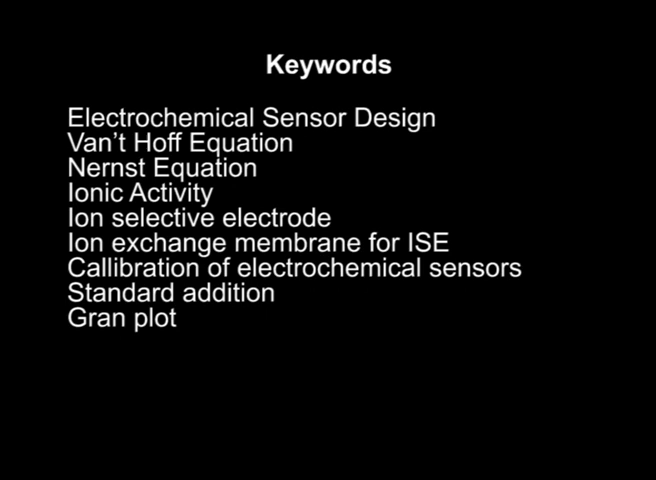 Keywords
Electrochemical Sensor Design
Van’t Hoff Equation
Nernst Equation
Ionic Activity
Ion selective electrode
Ion exchange membrane for ISE
Callibration of electrochemical sensors
Standard addition
Gran plot